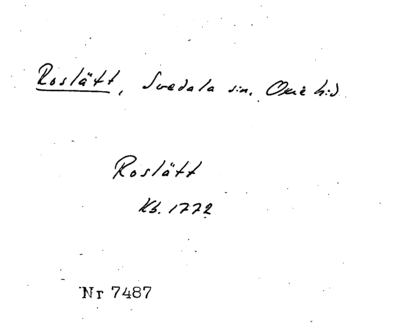 Roslätt, Svedala sn. Oxie hd.
Roslätt
Kb. 1772
Nr 7487